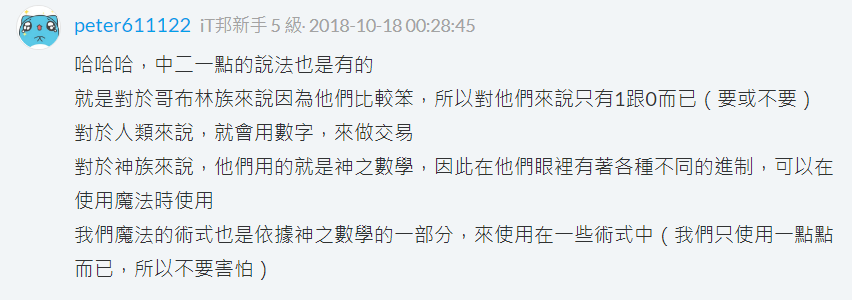 peter611122 iT邦新手 5 級‧ 2018-10-18 00:28:45
哈哈哈，中二一點的說法也是有的
就是對於哥布林族來說因為他們比較笨，所以對他們來說只有1跟0而已（要或不要）
對於人類來說，就會用數字，來做交易
對於神族來說，他們用的就是神之數學，因此在他們眼裡有著各種不同的進制，可以在
使用魔法時使用
我們魔法的術式也是依據神之數學的一部分，來使用在一些術式中（我們只使用一點點
而已，所以不要害怕）